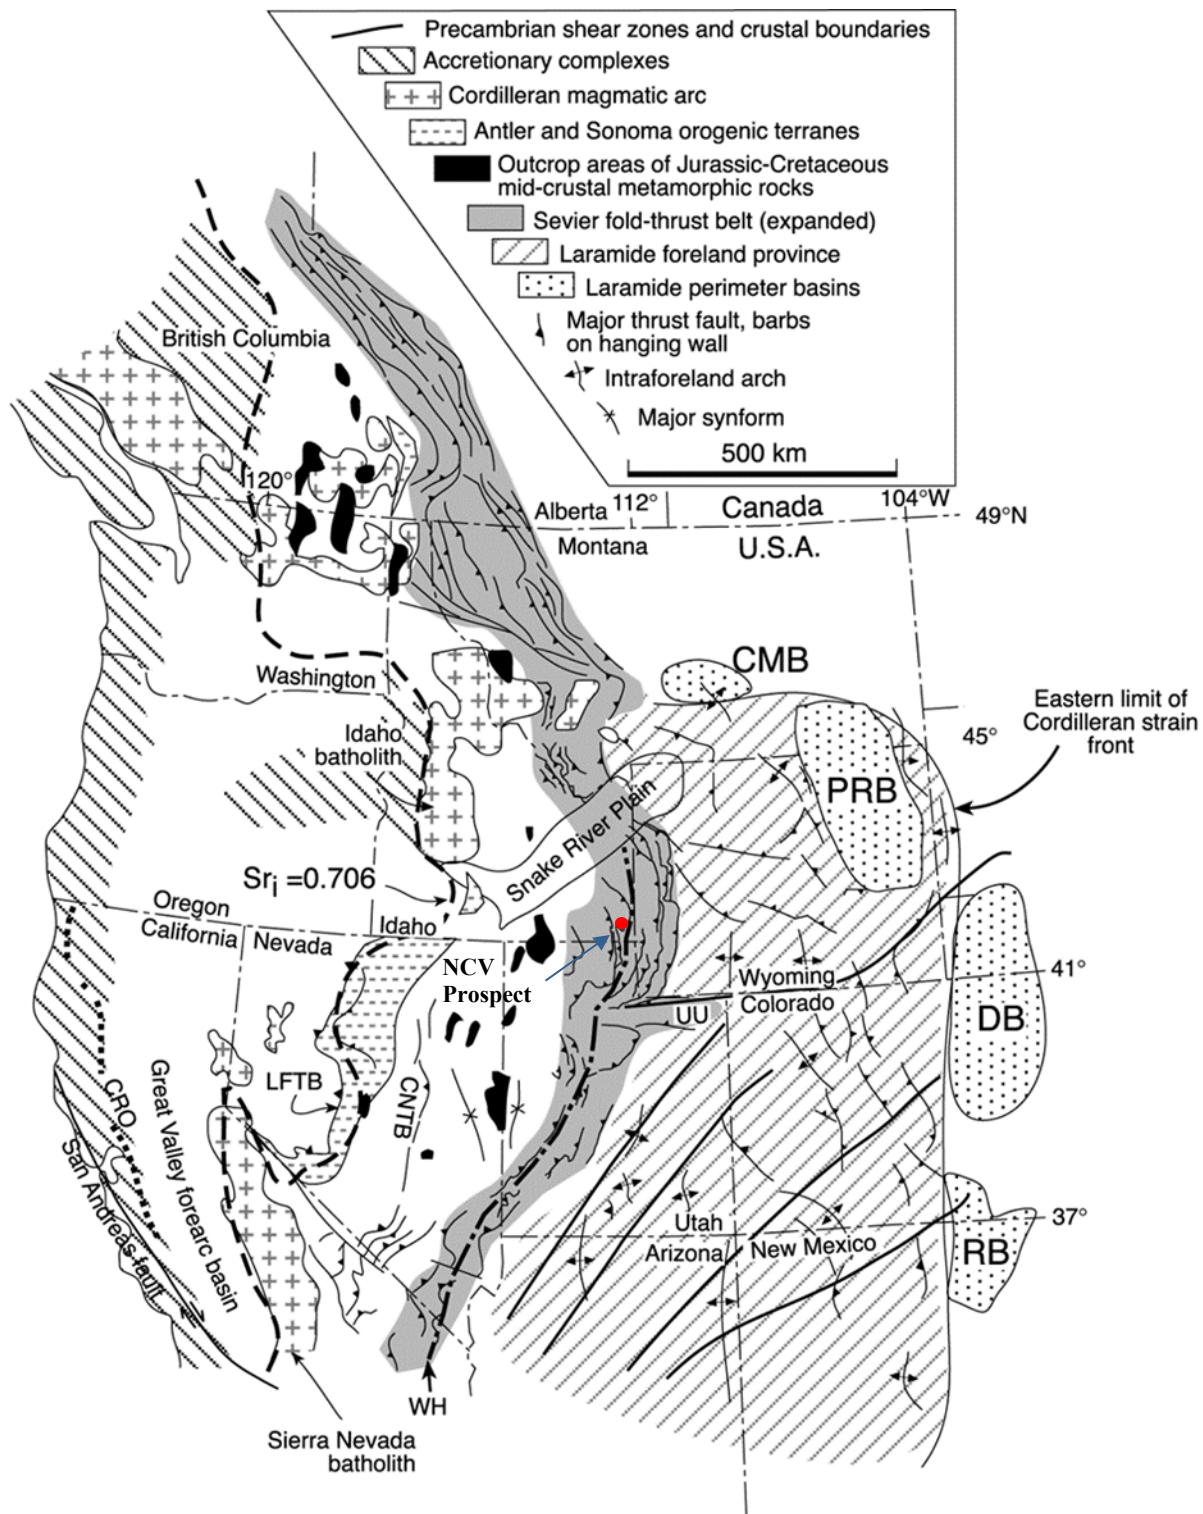 Precambrian shear zones and crustal boundaries
Accretionary complexes
Cordilleran magmatic arc
Antler and Sonoma orogenic terranes
Outcrop areas of Jurassic-Cretaceous
mid-crustal metamorphic rocks
Sevier fold-thrust belt (expanded)
Laramide foreland province
Laramide perimeter basins
Major thrust fault, barbs
on hanging wall
Intraforeland arch
Major synform
500 km
British Columbia
120°
Alberta
112°
Canada
104°W
49°N
Montana
U.S.A.
Washington
CMB
Eastern limit of
Cordilleran strain
front
45°
Idaho
batholith
PRB
Snake River Plain
Sri =0.706
Oregon
California
Nevada
Idaho
NCV
Prospect
Wyoming
Colorado
41°
UU
DB
LFTB
CNTB
CRO
Great Valley forearc basin
San Andreas fault
Utah
Arizona
New Mexico
37°
RB
WH
Sierra Nevada
batholith